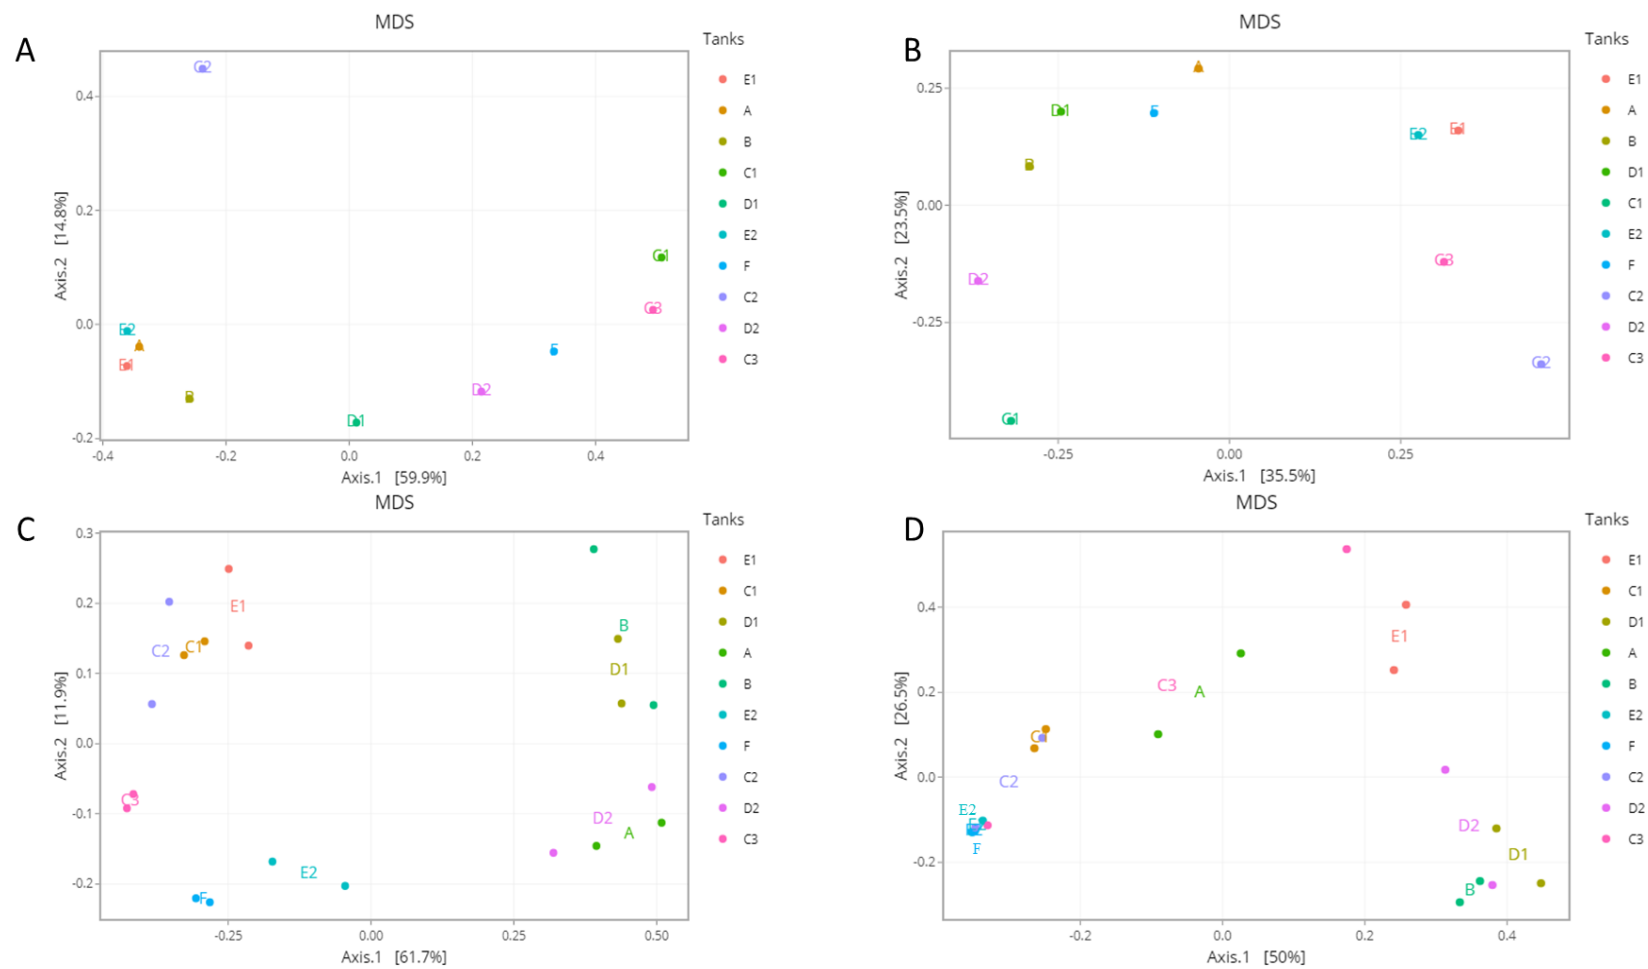 A
MDS
Tanks
E1
A
B
C1
D1
E2
F
C2
D2
C3
0.4
0.2
0.0
-0.2
Axis.2 [14.8%]
C2
C1
C3
E2
A
E1
B
F
D2
D1
-0.4
-0.2
0.0
0.2
0.4
Axis.1 [59.9%]
B
MDS
Tanks
E1
A
B
D1
C1
E2
F
C2
D2
C3
0.25
0.00
-0.25
Axis.2 [23.5%]
A
D1
F
E2
E1
B
C3
D2
C2
C1
-0.25
0.00
0.25
Axis.1 [35.5%]
C
MDS
Tanks
E1
C1
D1
A
B
E2
F
C2
D2
C3
0.3
0.2
0.1
0.0
-0.1
-0.2
Axis.2 [11.9%]
E1
B
C2
C1
D1
C3
D2
A
E2
F
-0.25
0.00
0.25
0.50
Axis.1 [61.7%]
D
MDS
Tanks
E1
C1
D1
A
B
E2
F
C2
D2
C3
0.4
0.2
0.0
-0.2
Axis.2 [26.5%]
E1
C3
A
C2
E2
F
D2
D1
B
-0.2
0.0
0.2
0.4
Axis.1 [50%]